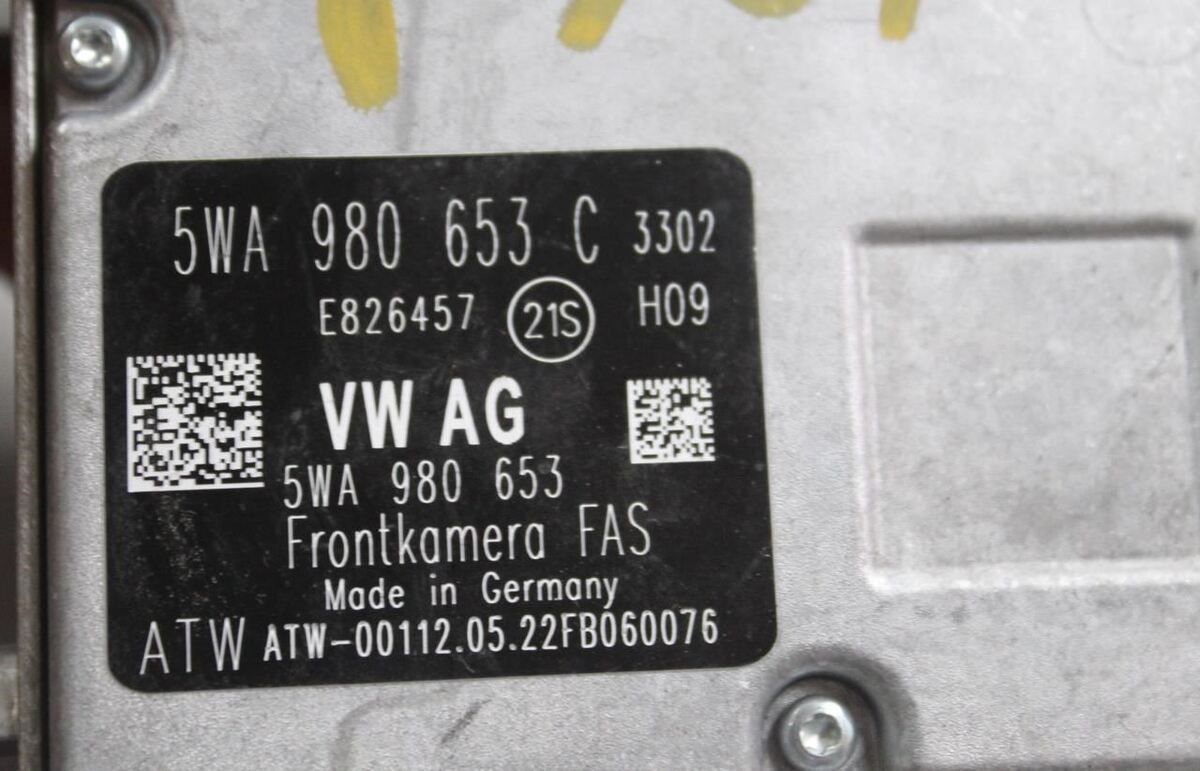 5WA 980 653 C 3302
E826457 21S H09
VW AG
5WA 980 653
Frontkamera FAS
Made in Germany
ATW ATW-00112.05.22FB060076